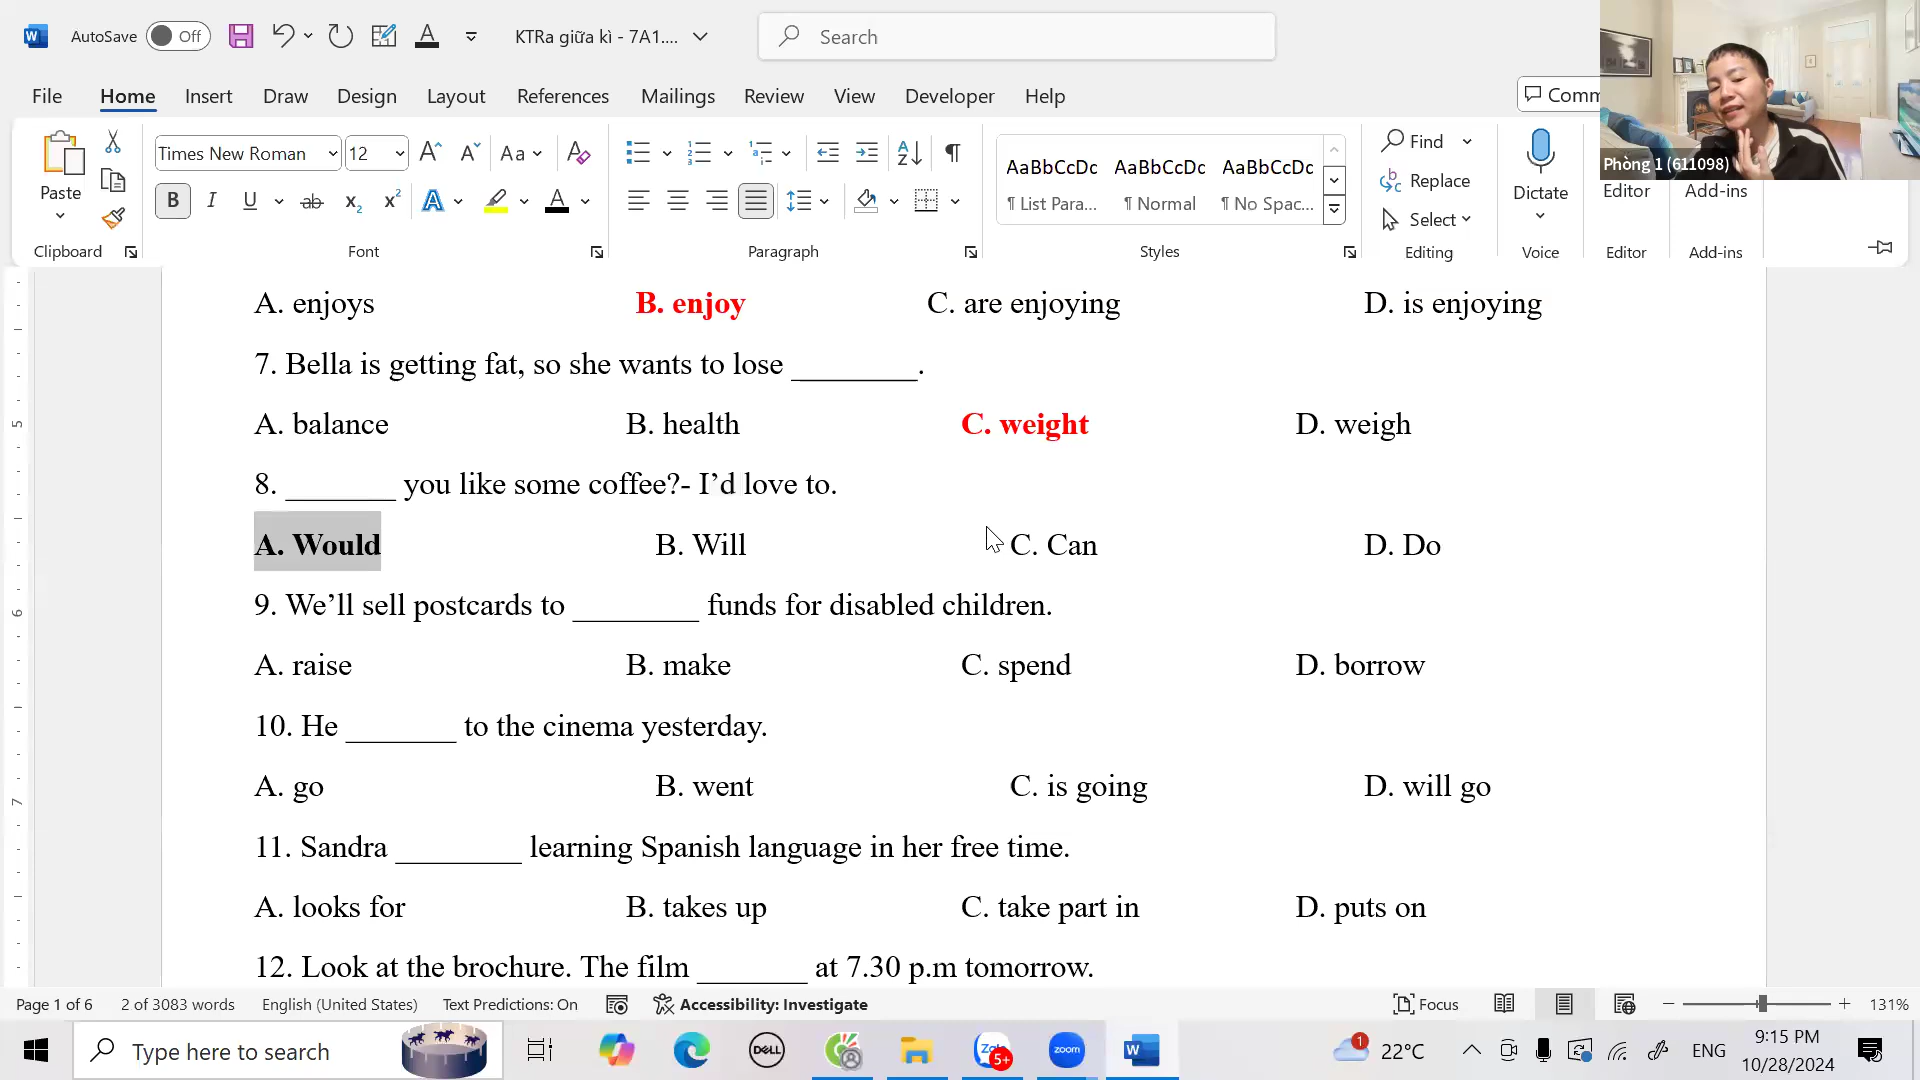 AutoSave Off KTRa giữa kì - 7A1.... Search
File Home Insert Draw Design Layout References Mailings Review View Developer Help Comm
Phòng 1 (611098)
Paste Times New Roman 12 Aa AaBbCcDc AaBbCcDc AaBbCcDc Find Replace Select Dictate Editor Add-ins
¶ List Para... ¶ Normal ¶ No Spac...
Clipboard Font Paragraph Styles Editing Voice Editor Add-ins
A. enjoys B. enjoy C. are enjoying D. is enjoying
7. Bella is getting fat, so she wants to lose ________.
A. balance B. health C. weight D. weigh
8. _______ you like some coffee?- I’d love to.
A. Would B. Will C. Can D. Do
9. We’ll sell postcards to ________ funds for disabled children.
A. raise B. make C. spend D. borrow
10. He _______ to the cinema yesterday.
A. go B. went C. is going D. will go
11. Sandra ________ learning Spanish language in her free time.
A. looks for B. takes up C. take part in D. puts on
12. Look at the brochure. The film _______ at 7.30 p.m tomorrow.
Page 1 of 6 2 of 3083 words English (United States) Text Predictions: On Accessibility: Investigate Focus 131%
Type here to search DELL Zalo 5+ zoom W 1 22°C ENG 9:15 PM
10/28/2024